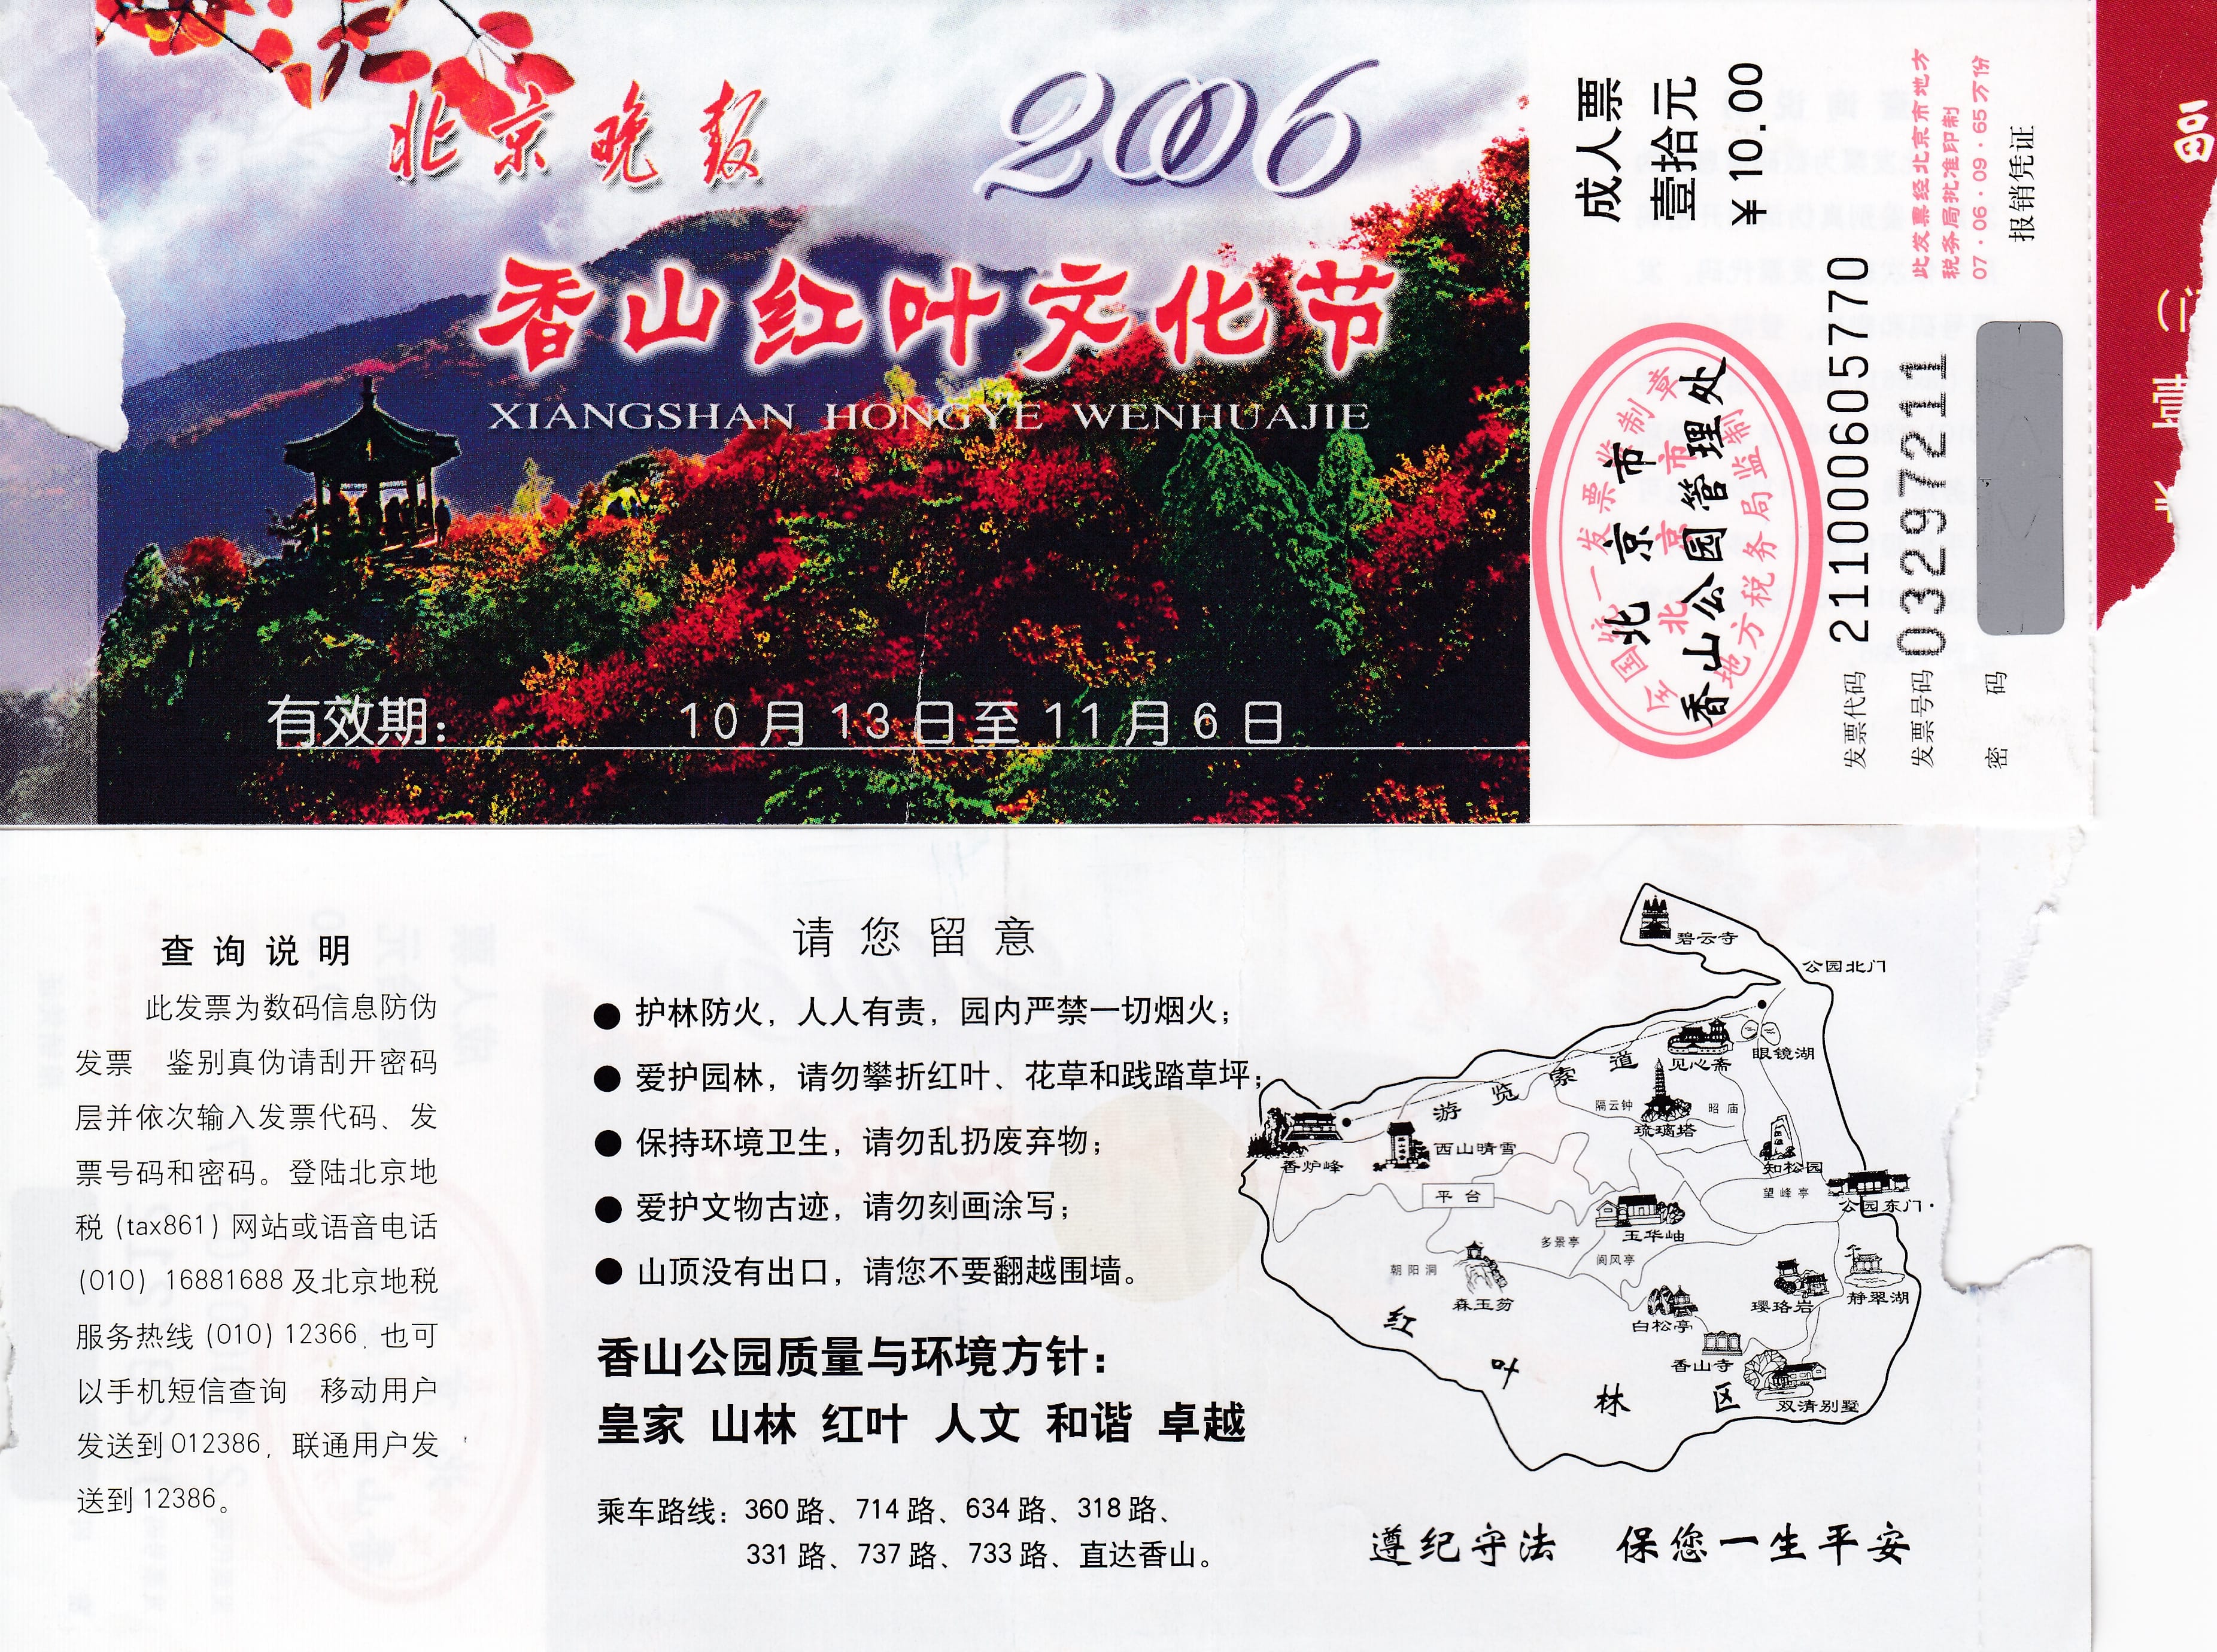 北京晚报
2006
香山红叶文化节
XIANGSHAN HONGYE WENHUAJIE
有效期： 10月13日至11月6日
成人票
壹拾元
￥10.00
北京市
香山公园管理处
全国统一发票监制章
北京市
地方税务局监制
发票代码 211000605770
发票号码 03297211
密 码
此发票经北京市地方
税务局批准印制
07·06·09·65万份
报销凭证
查询说明
此发票为数码信息防伪
发票 鉴别真伪请刮开密码
层并依次输入发票代码、发
票号码和密码。登陆北京地
税(tax861)网站或语音电话
(010) 16881688及北京地税
服务热线(010)12366,也可
以手机短信查询 移动用户
发送到012386,联通用户发
送到12386。
请您留意
● 护林防火，人人有责，园内严禁一切烟火；
● 爱护园林，请勿攀折红叶、花草和践踏草坪；
● 保持环境卫生，请勿乱扔废弃物；
● 爱护文物古迹，请勿刻画涂写；
● 山顶没有出口，请您不要翻越围墙。
香山公园质量与环境方针：
皇家 山林 红叶 人文 和谐 卓越
乘车路线：360路、714路、634路、318路、
331路、737路、733路、直达香山。
碧云寺
公园北门
眼镜湖
见心斋
游览索道
隔云钟
昭庙
琉璃塔
香炉峰
西山晴雪
知松园
平台
望峰亭
公园东门
玉华岫
多景亭
阆风亭
朝阳洞
森玉笏
静翠湖
璎珞岩
白松亭
香山寺
双清别墅
红叶林区
遵纪守法 保您一生平安